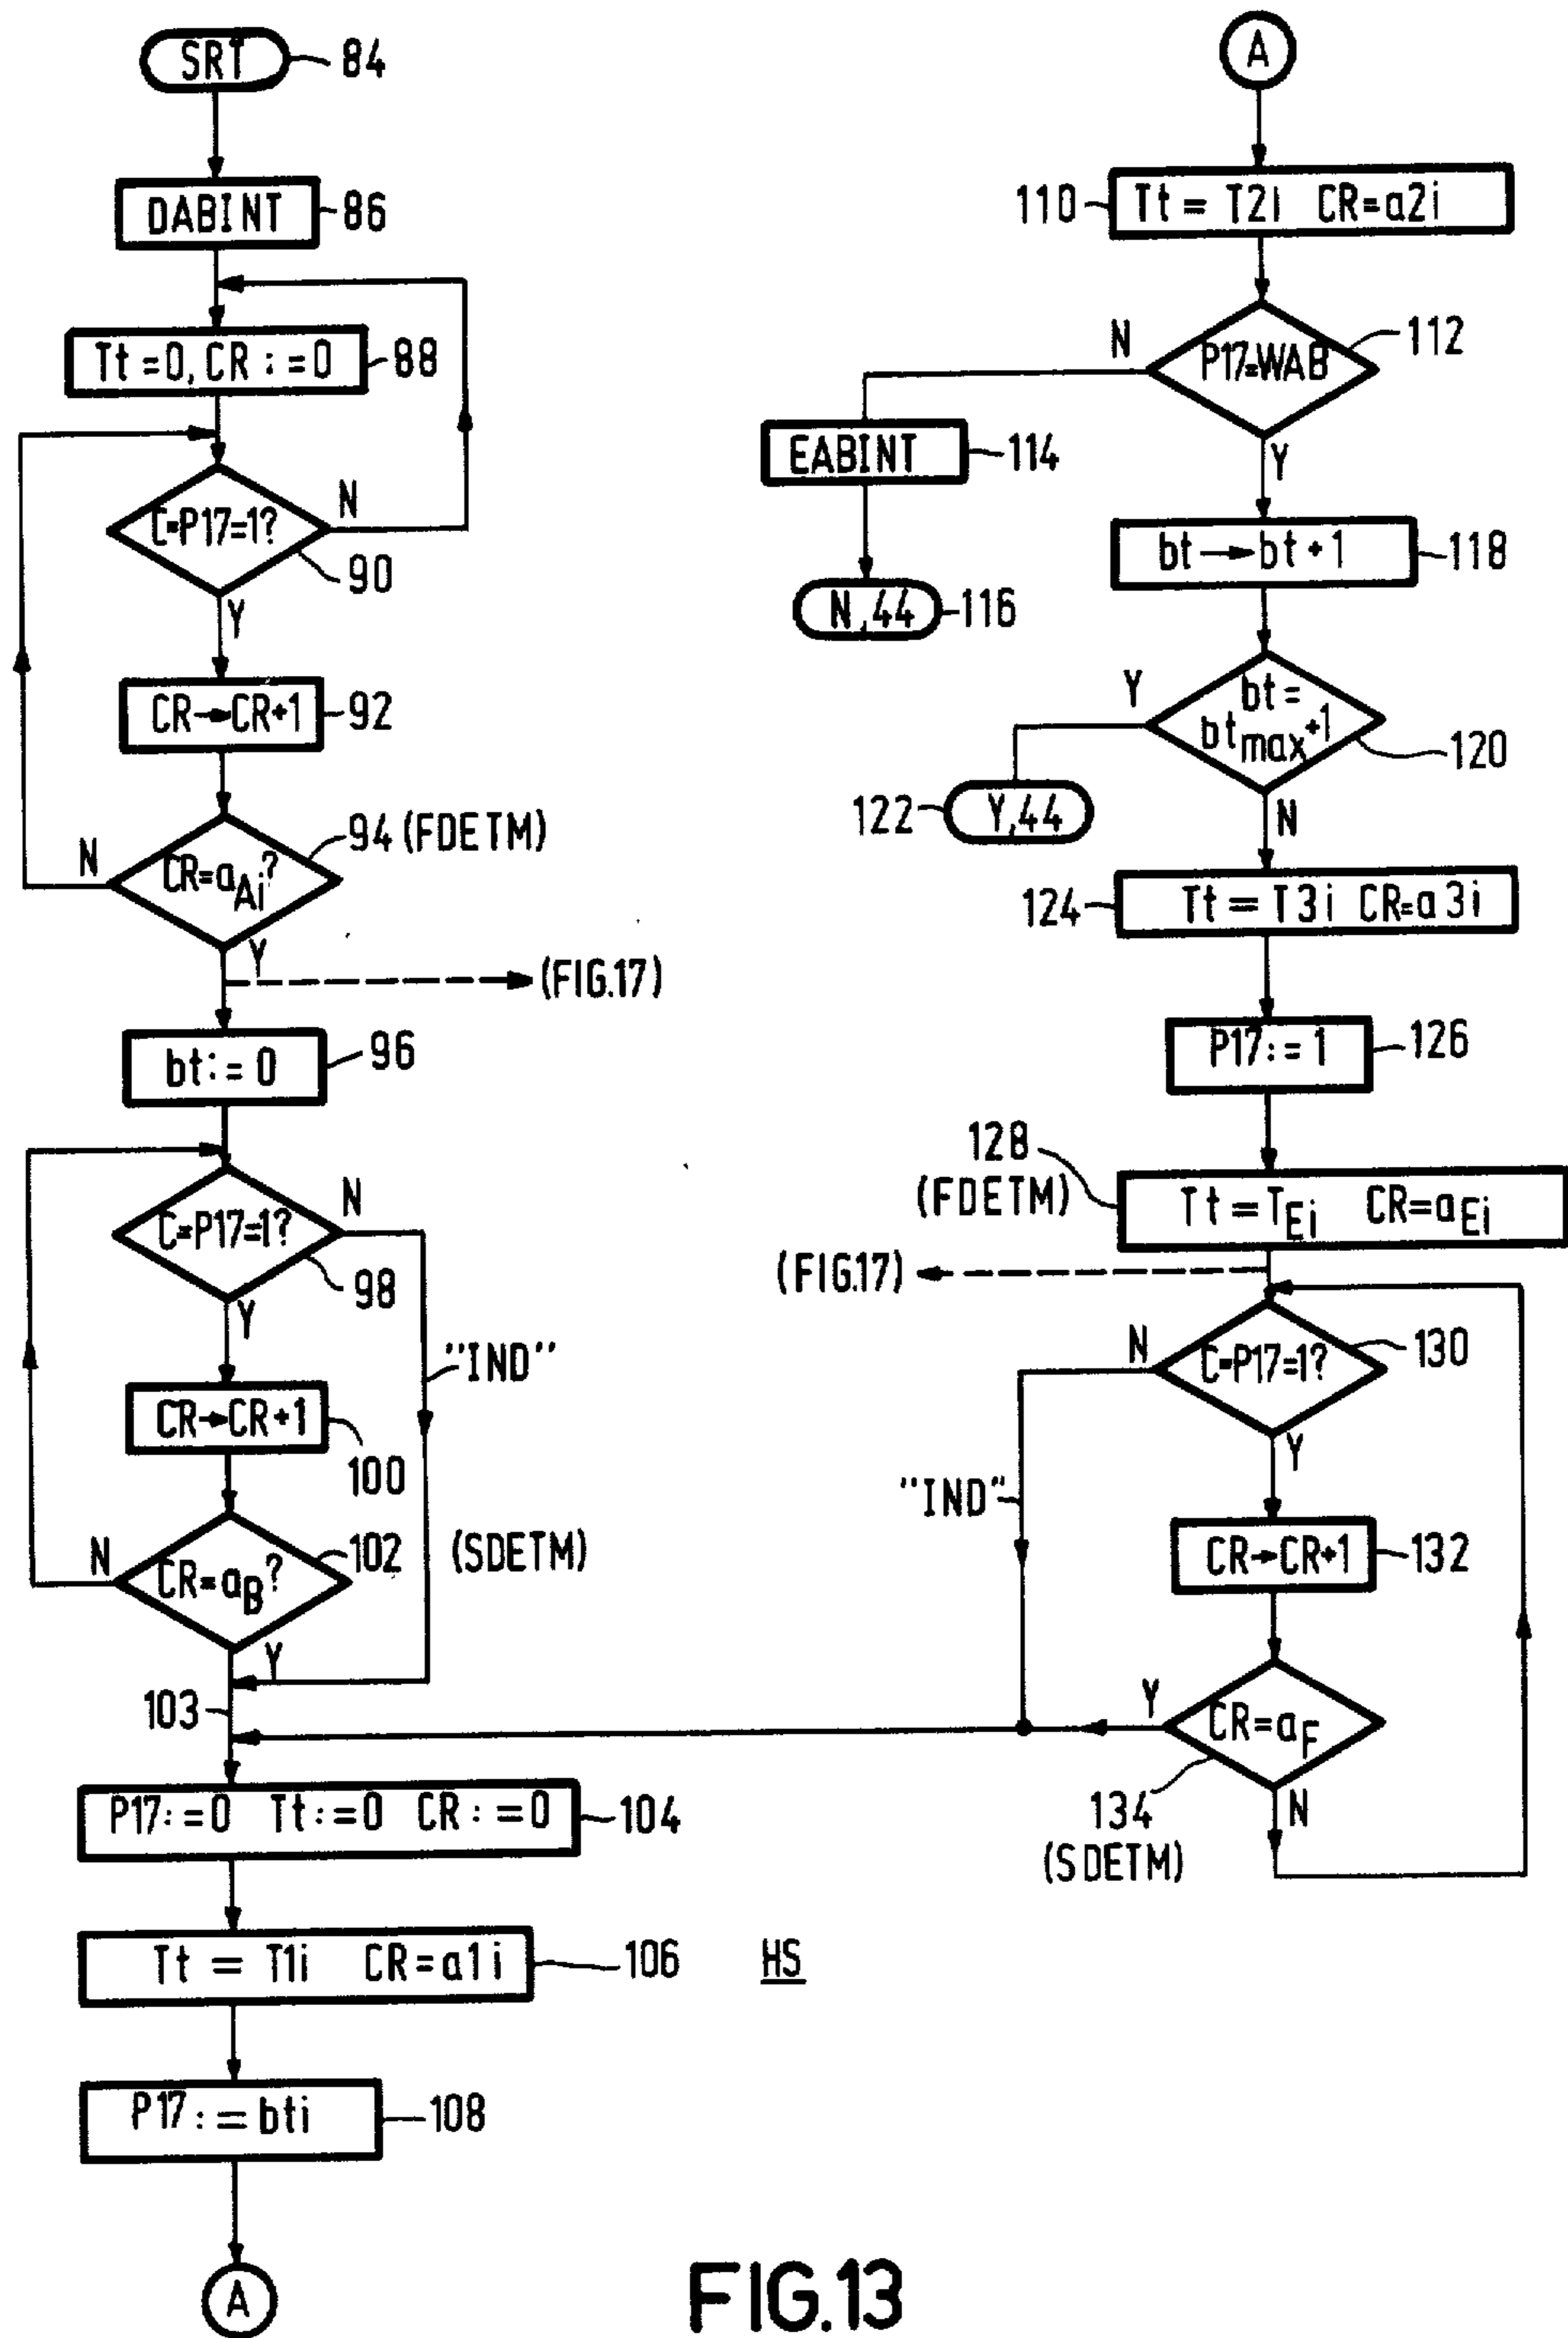 SRT 84
DABINT 86
Tt =0, CR := 0 88
C=P17=1? N
90
Y
CR→CR+1 92
94 (FDETM)
N CR=aAi?
Y
(FIG.17)
bt:= 0 96
C=P17=1? N
98
Y
"IND"
CR→CR+1
100
N CR=aB? 102 (SDETM)
Y
103
P17:=0 Tt:=0 CR:=0 104
Tt = T1i CR=a1i 106
HS
P17:=bti 108
A
A
110 Tt = T2i CR=a2i
N P17=WAB 112
Y
EABINT 114
N,44 116
bt→bt+1 118
Y bt=
btmax+1 120
N
122 Y,44
124 Tt = T3i CR=a3i
P17:= 1 126
128
(FDETM)
Tt = TEi CR=aEi
(FIG.17)
N C=P17=1? 130
Y
"IND"
CR→CR+1 132
Y CR=aF
N
134
(SDETM)
FIG.13